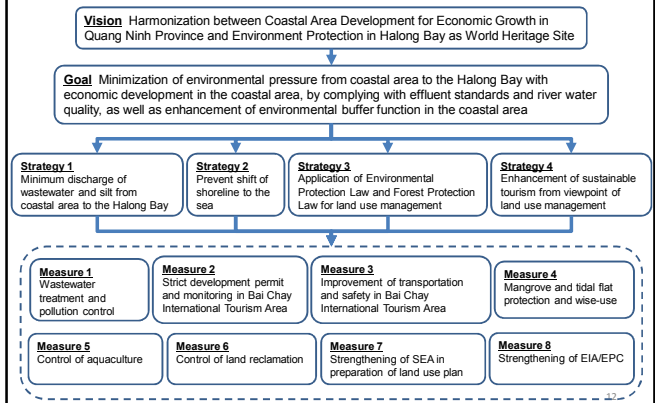 Vision Harmonization between Coastal Area Development for Economic Growth in
Quang Ninh Province and Environment Protection in Halong Bay as World Heritage Site
Goal Minimization of environmental pressure from coastal area to the Halong Bay with
economic development in the coastal area, by complying with effluent standards and river water
quality, as well as enhancement of environmental buffer function in the coastal area
Strategy 1
Minimum discharge of
wastewater and silt from
coastal area to the Halong Bay
Strategy 2
Prevent shift of
shoreline to the
sea
Strategy 3
Application of Environmental
Protection Law and Forest Protection
Law for land use management
Strategy 4
Enhancement of sustainable
tourism from viewpoint of
land use management
Measure 1
Wastewater
treatment and
pollution control
Measure 2
Strict development permit
and monitoring in Bai Chay
International Tourism Area
Measure 3
Improvement of transportation
and safety in Bai Chay
International Tourism Area
Measure 4
Mangrove and tidal flat
protection and wise-use
Measure 5
Control of aquaculture
Measure 6
Control of land reclamation
Measure 7
Strengthening of SEA in
preparation of land use plan
Measure 8
Strengthening of EIA/EPC
12